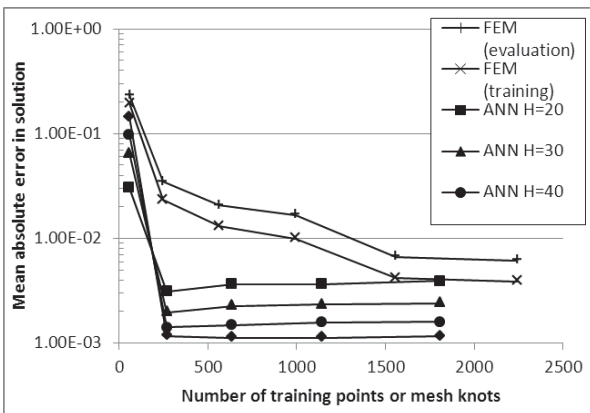 1.00E+00
1.00E-01
1.00E-02
1.00E-03
Mean absolute error in solution
0 500 1000 1500 2000 2500
Number of training points or mesh knots
FEM
(evaluation)
FEM
(training)
ANN H=20
ANN H=30
ANN H=40